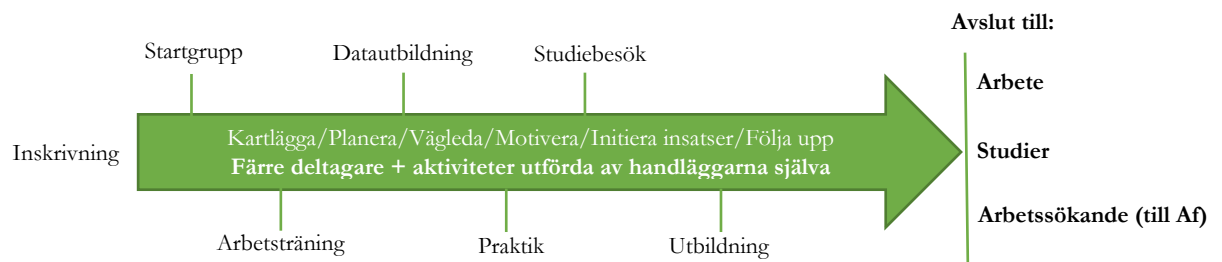 Avslut till:
Startgrupp
Datautbildning
Studiebesök
Arbete
Inskrivning
Kartlägga/Planera/Vägleda/Motivera/Initiera insatser/Följa upp
Färre deltagare + aktiviteter utförda av handläggarna själva
Studier
Arbetssökande (till Af)
Arbetsträning
Praktik
Utbildning